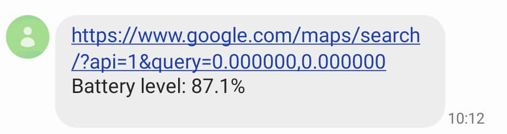 https://www.google.com/maps/search
/?api=1&query=0.000000,0.000000
Battery level: 87.1%
10:12